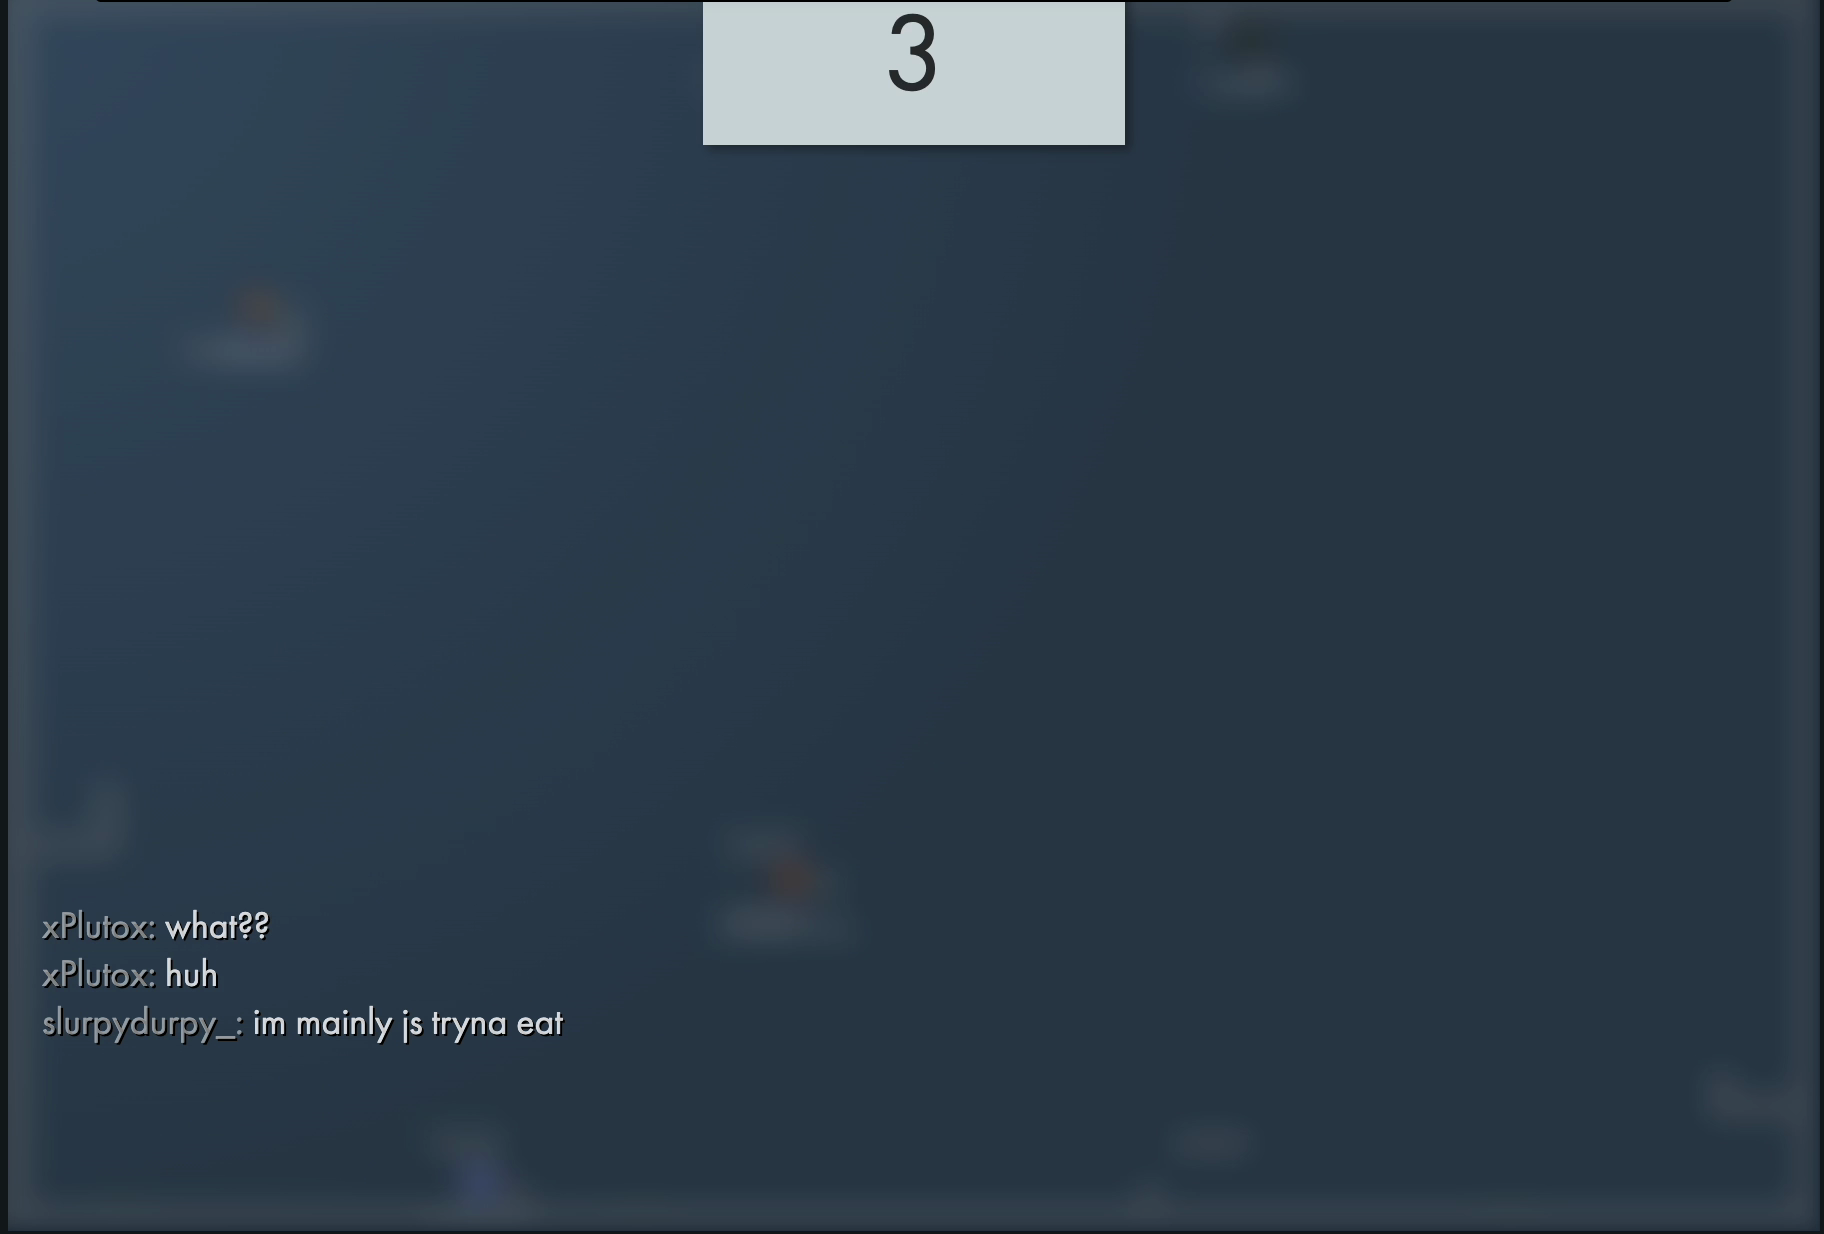 3
xPlutox: what??
xPlutox: huh
slurpydurpy_: im mainly js tryna eat